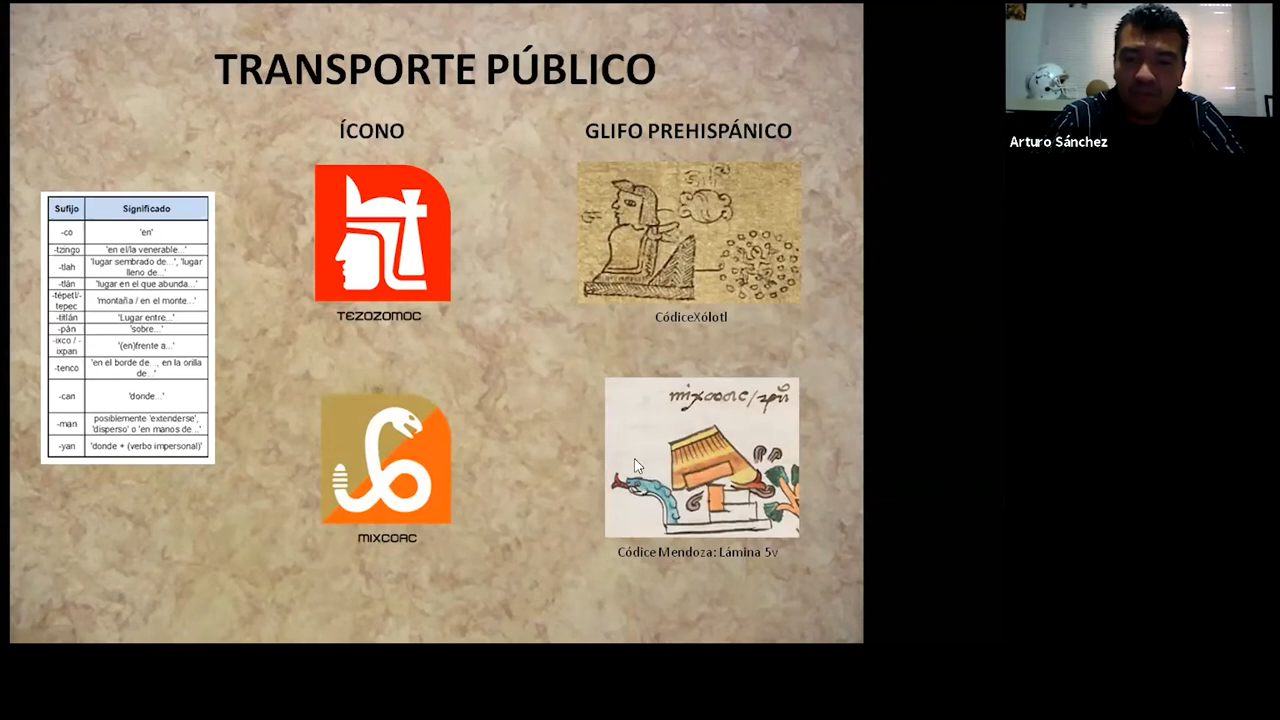 TRANSPORTE PÚBLICO
ÍCONO
GLIFO PREHISPÁNICO
Sufijo Significado
-co 'en'
-tzingo 'en el/la venerable...'
-tlah 'lugar sembrado de...', 'lugar
lleno de...'
-tlán 'lugar en el que abunda...'
-tépetl/-
tepec 'montaña / en el monte...'
-titlán 'Lugar entre...'
-pàn 'sobre...'
-ixco / -
ixpan '(en)frente a...'
-tenco 'en el borde de..., en la orilla
de...'
-can 'donde...'
-man posiblemente 'extenderse',
'disperso' o 'en manos de...'
-yan 'donde + (verbo impersonal)'
TEZOZOMOC
CódiceXólotl
MIXCOAC
Códice Mendoza: Lámina 5v
Arturo Sánchez